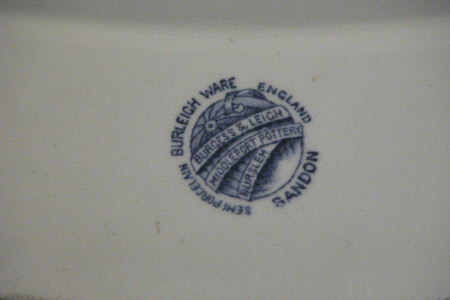 SEMI PORCELAIN BURLEIGH WARE ENGLAND
BURGESS & LEIGH
MIDDLEPORT POTTERY
BURSLEM
SANDON